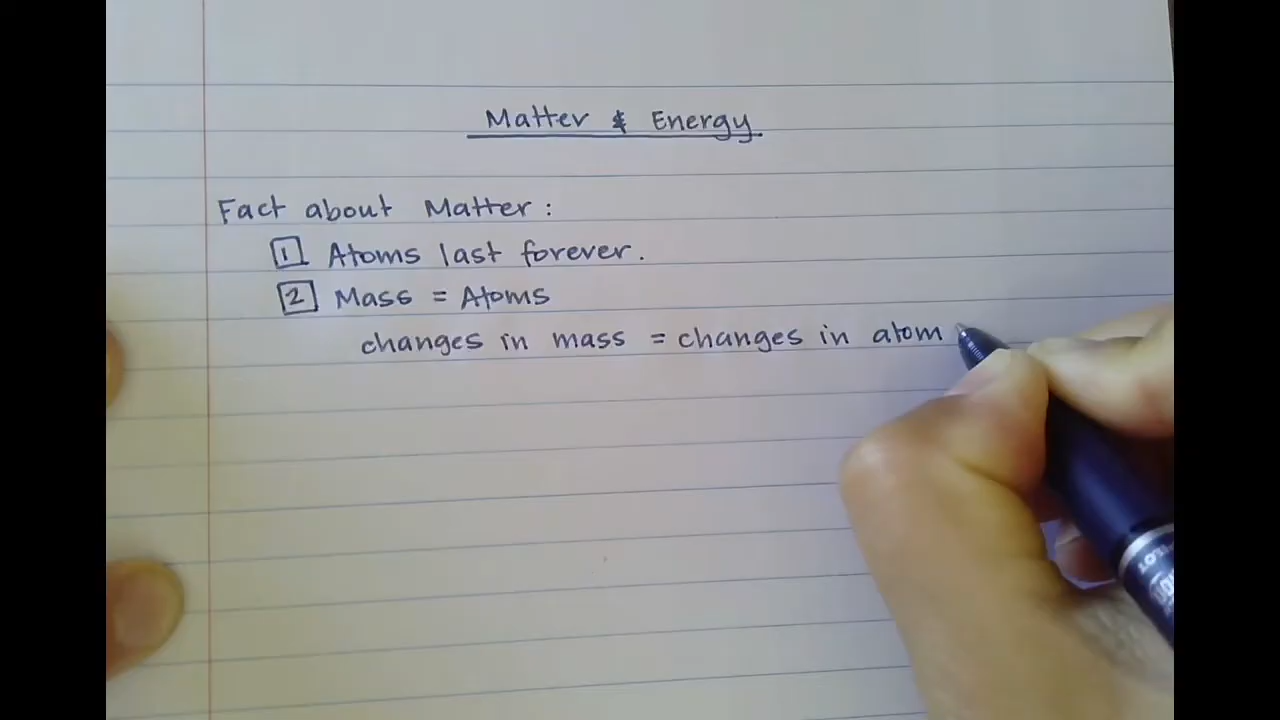 Matter & Energy
Fact about Matter:
1 Atoms last forever.
2 Mass = Atoms
changes in mass = changes in atom